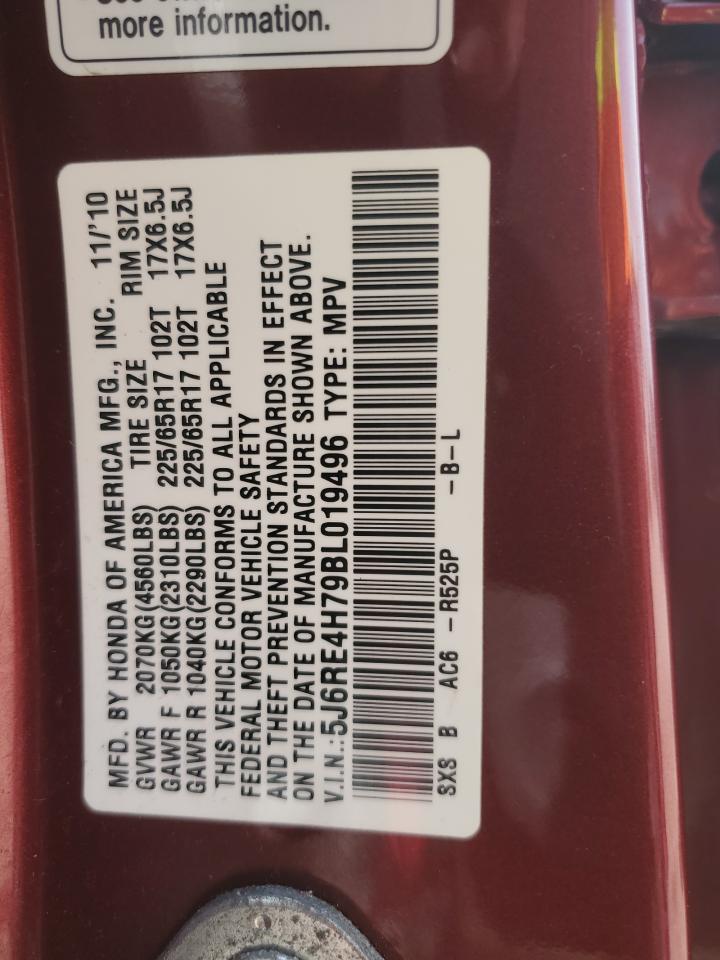 more information.
MFD. BY HONDA OF AMERICA MFG., INC. 11/'10
GVWR 2070KG(4560LBS) TIRE SIZE RIM SIZE
GAWR F 1050KG(2310LBS) 225/65R17 102T 17X6.5J
GAWR R 1040KG(2290LBS) 225/65R17 102T 17X6.5J
THIS VEHICLE CONFORMS TO ALL APPLICABLE
FEDERAL MOTOR VEHICLE SAFETY
AND THEFT PREVENTION STANDARDS IN EFFECT
ON THE DATE OF MANUFACTURE SHOWN ABOVE.
V.I.N.:5J6RE4H79BL019496 TYPE: MPV
SXS B AC6 -R525P -B-L